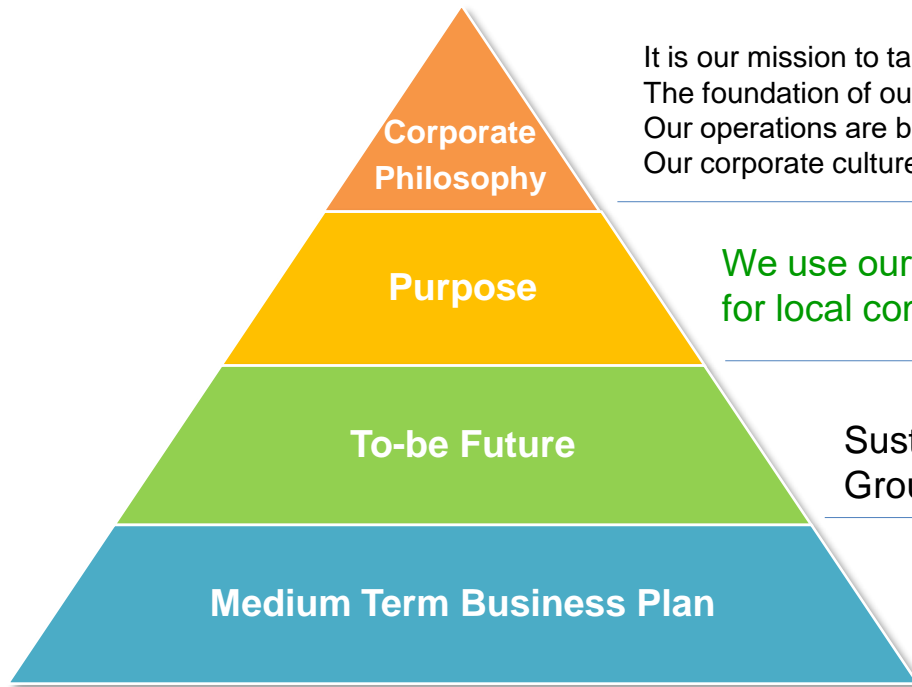 Corporate
Philosophy
It is our mission to ta
The foundation of ou
Our operations are b
Our corporate culture
Purpose
We use our
for local
To-be Future
Sust
Grou
Medium Term Business Plan